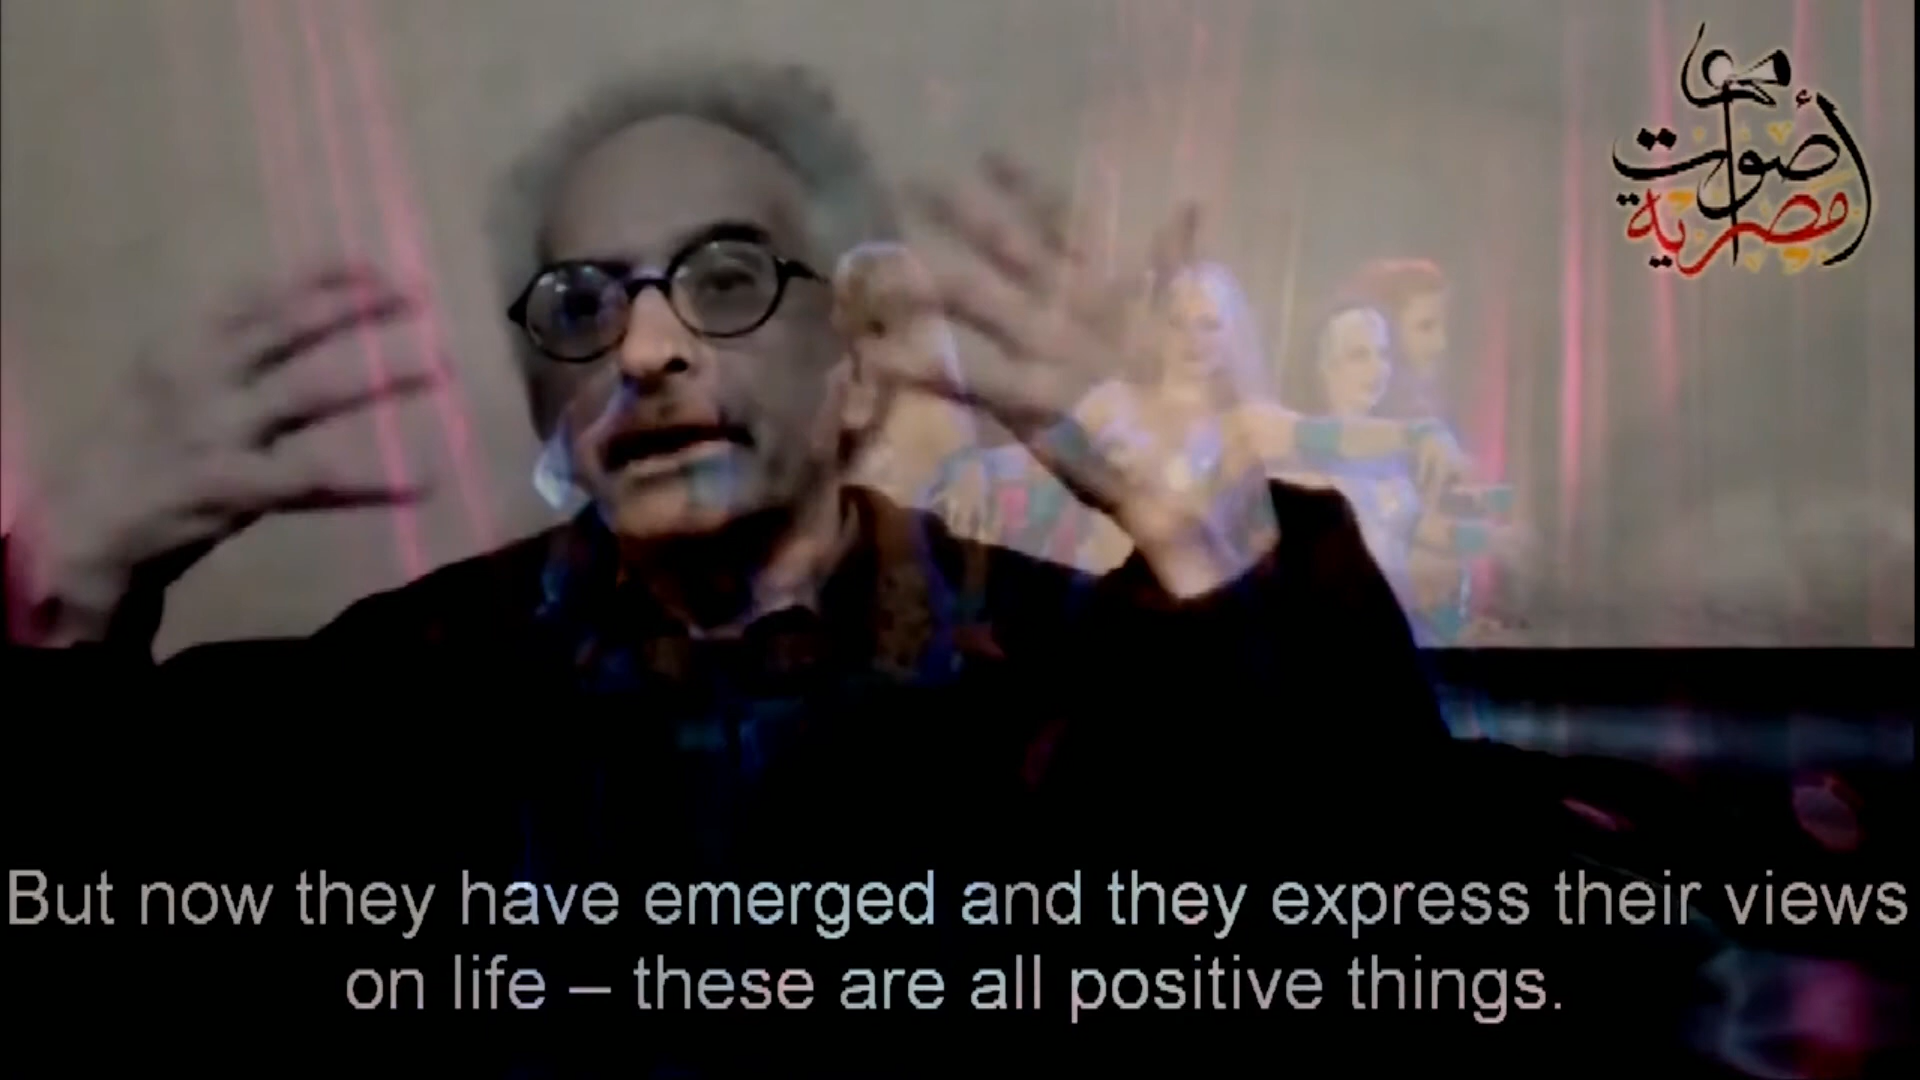 أصوات
مصرية
But now they have emerged and they express their views
on life – these are all positive things.